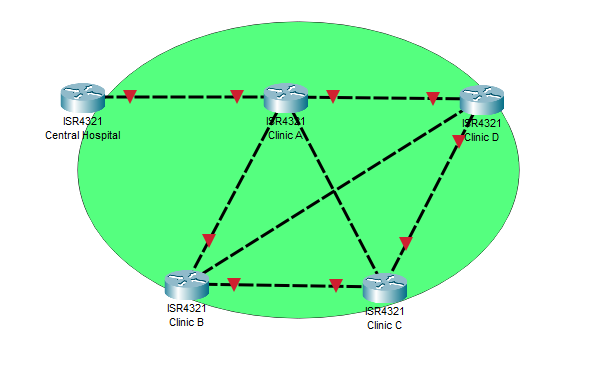 ISR4321
Central Hospital
ISR4321
Clinic A
ISR4321
Clinic D
ISR4321
Clinic B
ISR4321
Clinic C